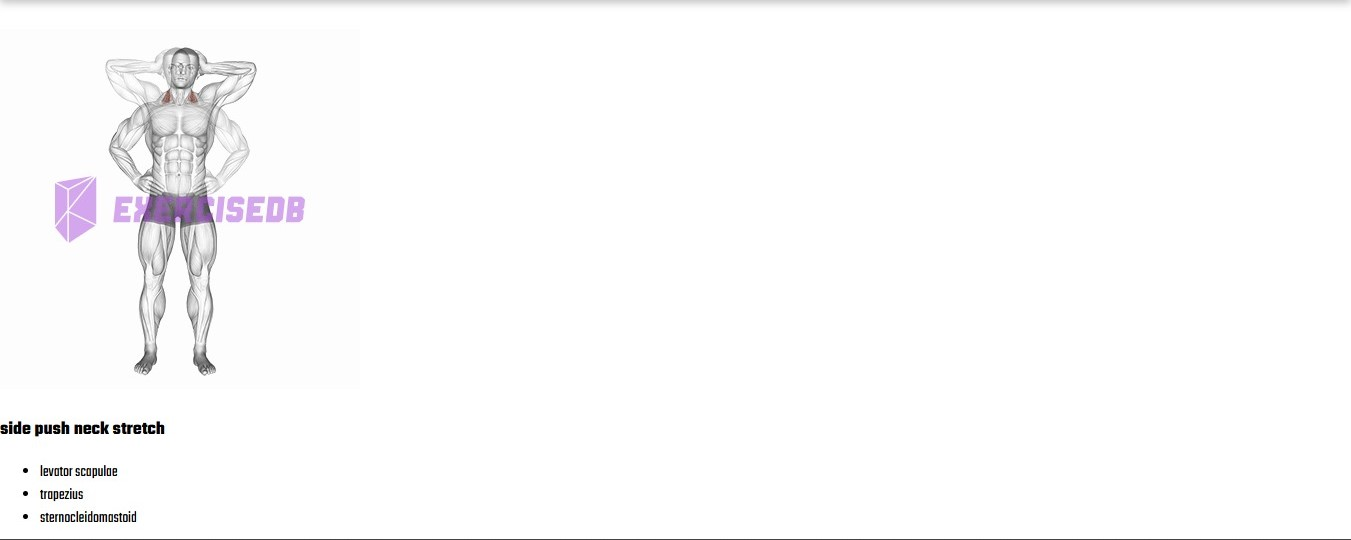 EXERCISEDB
side push neck stretch
levator scapulae
trapezius
sternocleidomastoid